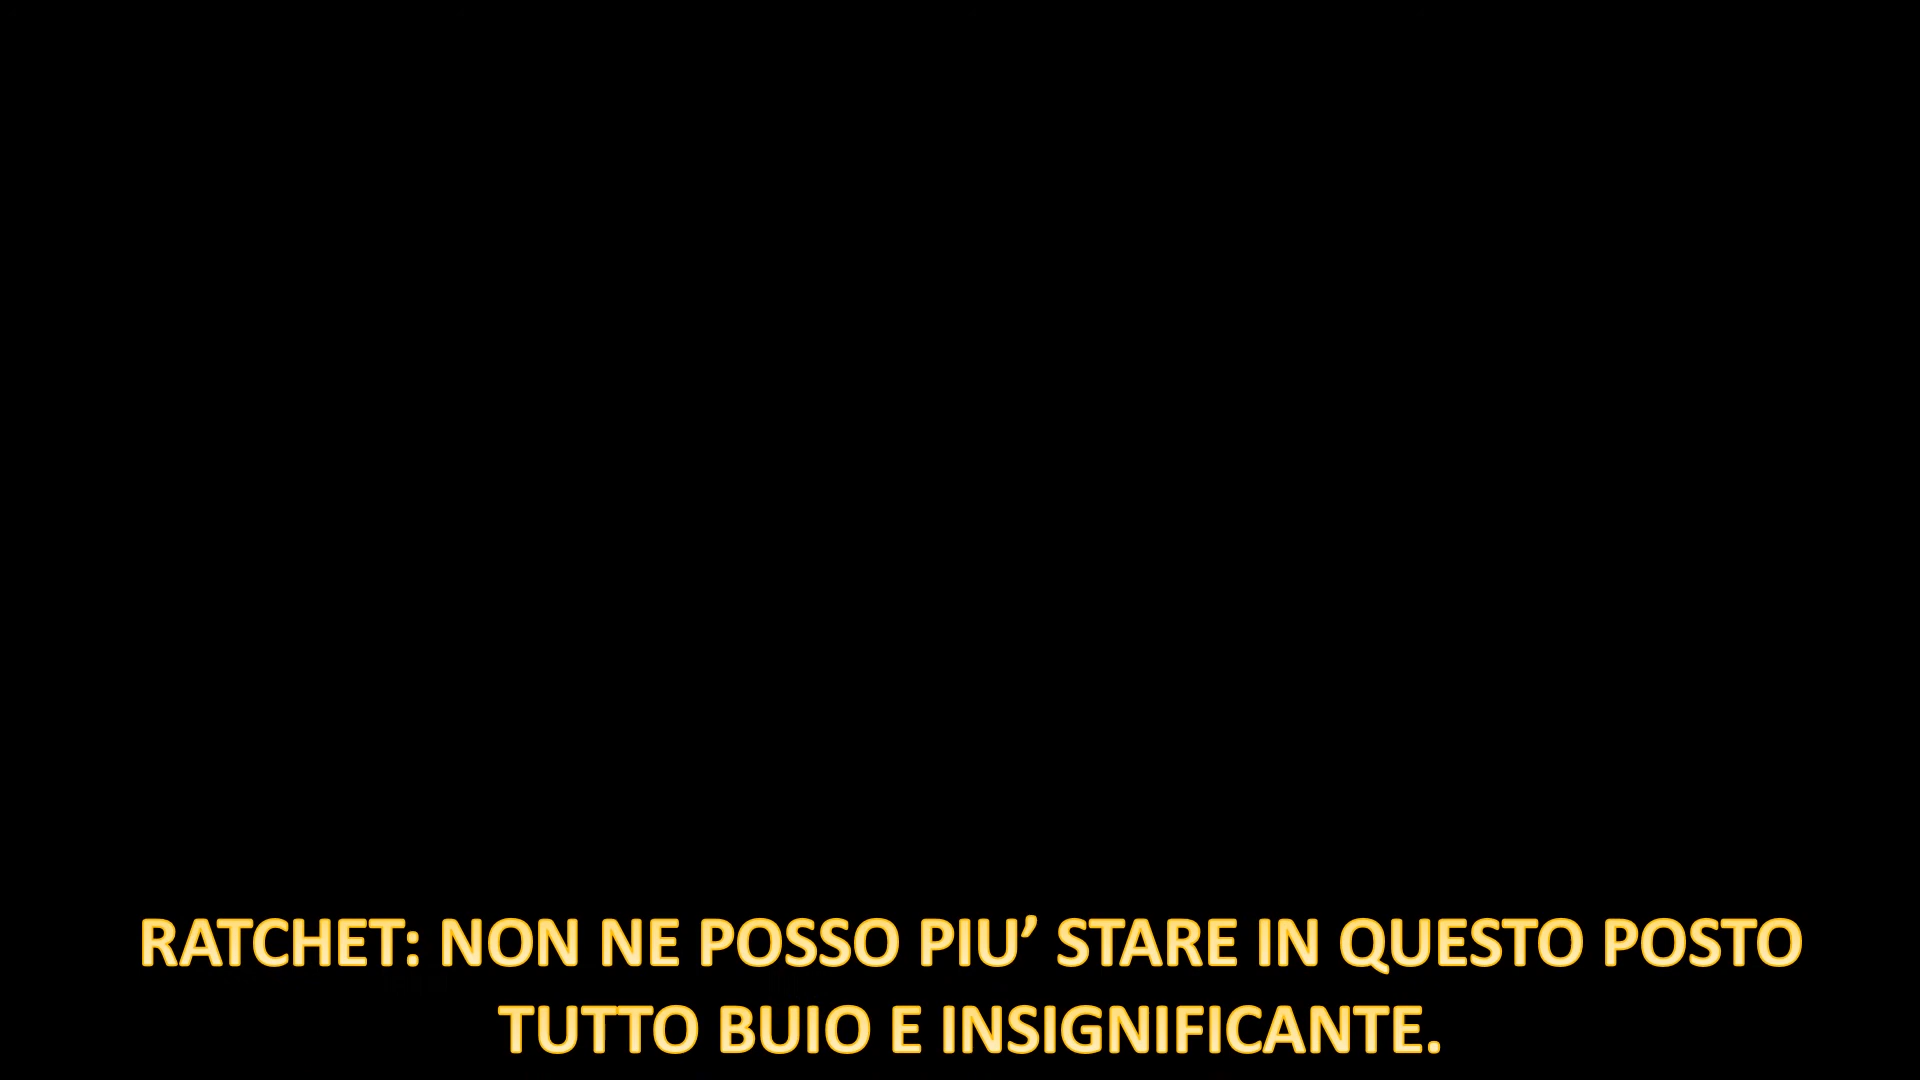 RATCHET: NON NE POSSO PIU’ STARE IN QUESTO POSTO
TUTTO BUIO E INSIGNIFICANTE.